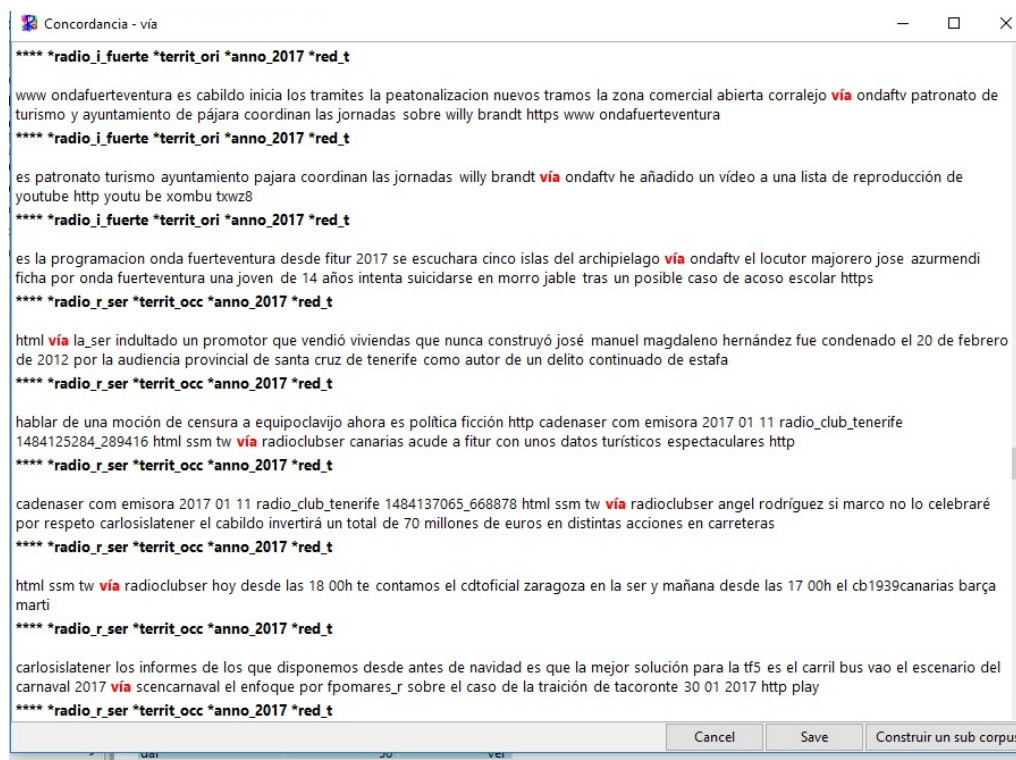 Concordancia - vía
**** *radio_i_fuerte *territ_ori *anno_2017 *red_t
www ondafuerteventura es cabildo inicia los tramites la peatonalizacion nuevos tramos la zona comercial abierta corralejo vía ondaftv patronato de
turismo y ayuntamiento de pájara coordinan las jornadas sobre willy brandt https www ondafuerteventura
**** *radio_i_fuerte *territ_ori *anno_2017 *red_t
es patronato turismo ayuntamiento pajara coordinan las jornadas willy brandt vía ondaftv he añadido un vídeo a una lista de reproducción de
youtube http youtu be xombu txwz8
**** *radio_i_fuerte *territ_ori *anno_2017 *red_t
es la programacion onda fuerteventura desde fitur 2017 se escuchara cinco islas del archipielago vía ondaftv el locutor majorero jose azurmendi
ficha por onda fuerteventura una joven de 14 años intenta suicidarse en morro jable tras un posible caso de acoso escolar https
**** *radio_r_ser *territ_occ *anno_2017 *red_t
html vía la_ser indultado un promotor que vendió viviendas que nunca construyó josé manuel magdaleno hernández fue condenado el 20 de febrero
de 2012 por la audiencia provincial de santa cruz de tenerife como autor de un delito continuado de estafa
**** *radio_r_ser *territ_occ *anno_2017 *red_t
hablar de una moción de censura a equipoclavijo ahora es política ficción http cadenaser com emisora 2017 01 11 radio_club_tenerife
1484125284_289416 html ssm tw vía radioclubser canarias acude a fitur con unos datos turísticos espectaculares http
**** *radio_r_ser *territ_occ *anno_2017 *red_t
cadenaser com emisora 2017 01 11 radio_club_tenerife 1484137065_668878 html ssm tw vía radioclubser angel rodríguez si marco no lo celebraré
por respeto carlosislatener el cabildo invertirá un total de 70 millones de euros en distintas acciones en carreteras
**** *radio_r_ser *territ_occ *anno_2017 *red_t
html ssm tw vía radioclubser hoy desde las 18 00h te contamos el cdtoficial zaragoza en la ser y mañana desde las 17 00h el cb1939canarias barça
marti
**** *radio_r_ser *territ_occ *anno_2017 *red_t
carlosislatener los informes de los que disponemos desde antes de navidad es que la mejor solución para la tf5 es el carril bus vao el escenario del
carnaval 2017 vía scencarnaval el enfoque por fpomares_r sobre el caso de la traición de tacoronte 30 01 2017 http play
**** *radio_r_ser *territ_occ *anno_2017 *red_t
Cancel Save Construir un sub corpus